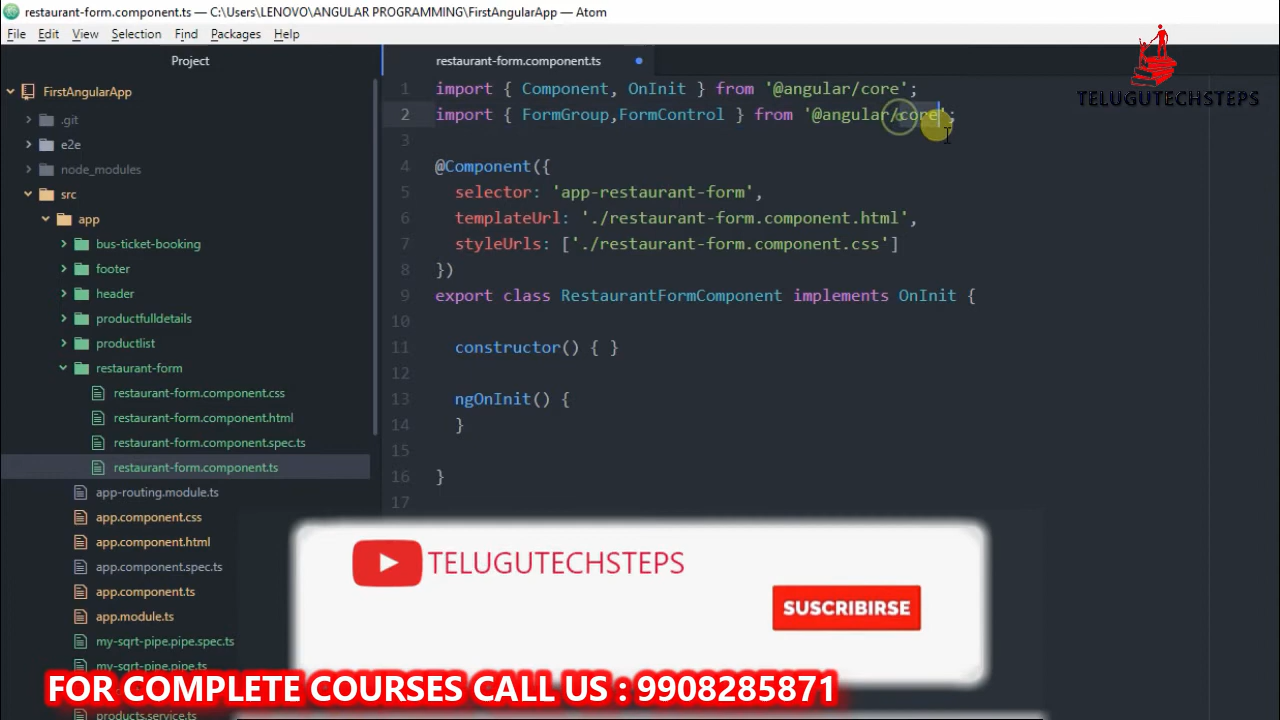 restaurant-form.component.ts — C:\Users\LENOVO\ANGULAR PROGRAMMING\FirstAngularApp — Atom
File Edit View Selection Find Packages Help
Project
restaurant-form.component.ts
TELUGUTECHSTEPS
FirstAngularApp
.git
e2e
node_modules
src
app
bus-ticket-booking
footer
header
productfulldetails
productlist
restaurant-form
restaurant-form.component.css
restaurant-form.component.html
restaurant-form.component.spec.ts
restaurant-form.component.ts
app-routing.module.ts
app.component.css
app.component.html
app.component.spec.ts
app.component.ts
app.module.ts
my-sqrt-pipe.pipe.spec.ts
my-sqrt-pipe.pipe.ts
products.service.ts
1 import { Component, OnInit } from '@angular/core';
2 import { FormGroup,FormControl } from '@angular/core';
3
4 @Component({
5 selector: 'app-restaurant-form',
6 templateUrl: './restaurant-form.component.html',
7 styleUrls: ['./restaurant-form.component.css']
8 })
9 export class RestaurantFormComponent implements OnInit {
10
11 constructor() { }
12
13 ngOnInit() {
14 }
15
16 }
17
TELUGUTECHSTEPS
SUSCRIBIRSE
FOR COMPLETE COURSES CALL US : 9908285871